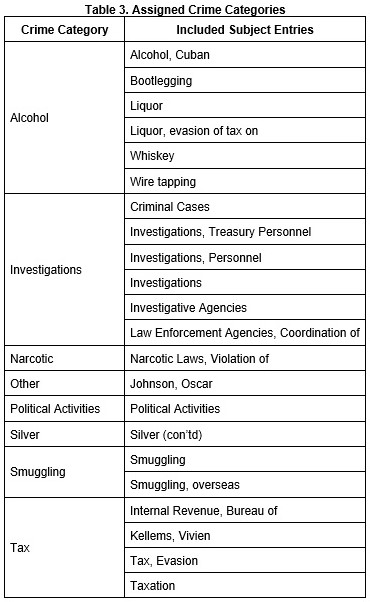 Table 3. Assigned Crime Categories
Crime Category Included Subject Entries
Alcohol
Alcohol, Cuban
Bootlegging
Liquor
Liquor, evasion of tax on
Whiskey
Wire tapping
Investigations
Criminal Cases
Investigations, Treasury Personnel
Investigations, Personnel
Investigations
Investigative Agencies
Law Enforcement Agencies, Coordination of
Narcotic Narcotic Laws, Violation of
Other Johnson, Oscar
Political Activities Political Activities
Silver Silver (con'td)
Smuggling
Smuggling
Smuggling, overseas
Tax
Internal Revenue, Bureau of
Kellems, Vivien
Tax, Evasion
Taxation